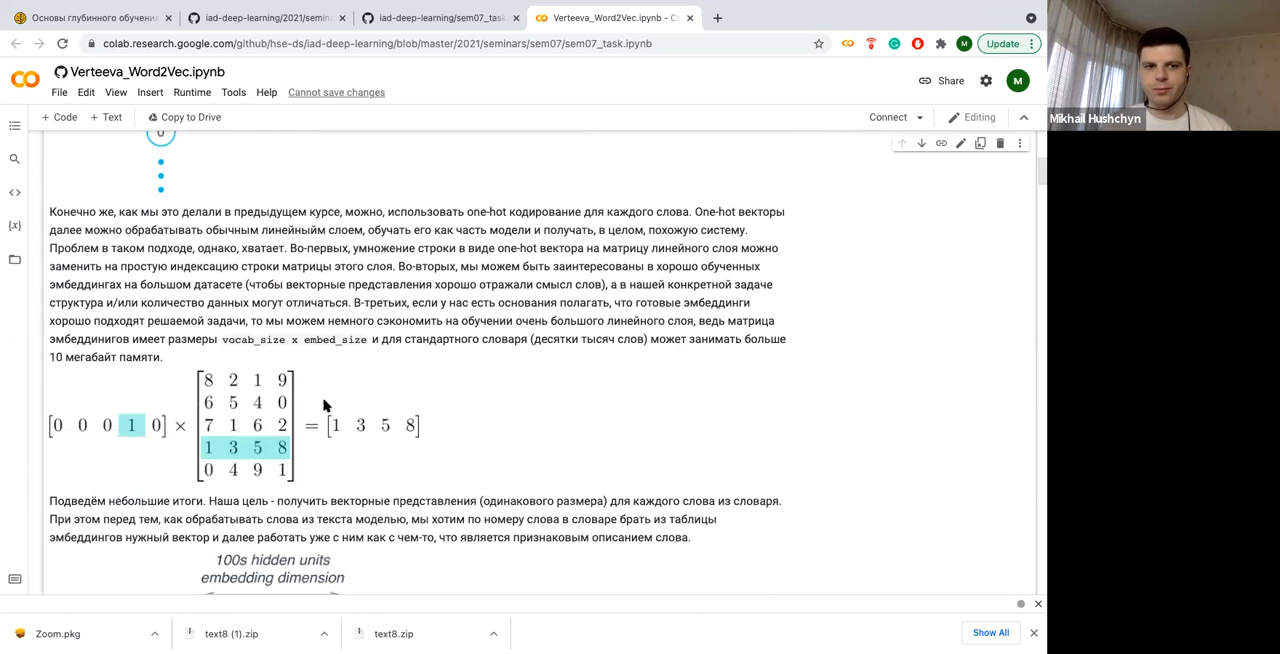 Основы глубинного обучения
iad-deep-learning/2021/semina
iad-deep-learning/sem07_task.
Verteeva_Word2Vec.ipynb - Co
colab.research.google.com/github/hse-ds/iad-deep-learning/blob/master/2021/seminars/sem07/sem07_task.ipynb
M
Update
Verteeva_Word2Vec.ipynb
Share
M
File Edit View Insert Runtime Tools Help Cannot save changes
Mikhail Hushchyn
+ Code + Text Copy to Drive
Connect
Editing
0
Конечно же, как мы это делали в предыдущем курсе, можно, использовать one-hot кодирование для каждого слова. One-hot векторы
далее можно обрабатывать обычным линейныйм слоем, обучать его как часть модели и получать, в целом, похожую систему.
Проблем в таком подходе, однако, хватает. Во-первых, умножение строки в виде one-hot вектора на матрицу линейного слоя можно
заменить на простую индексацию строки матрицы этого слоя. Во-вторых, мы можем быть заинтересованы в хорошо обученных
эмбеддингах на большом датасете (чтобы векторные представления хорошо отражали смысл слов), а в нашей конкретной задаче
структура и/или количество данных могут отличаться. В-третьих, если у нас есть основания полагать, что готовые эмбеддинги
хорошо подходят решаемой задачи, то мы можем немного сэкономить на обучении очень большого линейного слоя, ведь матрица
эмбеддинигов имеет размеры vocab_size x embed_size и для стандартного словаря (десятки тысяч слов) может занимать больше
10 мегабайт памяти.
8 2 1 9
6 5 4 0
[0 0 0 1 0] × 7 1 6 2 = [1 3 5 8]
1 3 5 8
0 4 9 1
Подведём небольшие итоги. Наша цель - получить векторные представления (одинакового размера) для каждого слова из словаря.
При этом перед тем, как обрабатывать слова из текста моделью, мы хотим по номеру слова в словаре брать из таблицы
эмбеддингов нужный вектор и далее работать уже с ним как с чем-то, что является признаковым описанием слова.
100s hidden units
embedding dimension
Zoom.pkg
text8 (1).zip
text8.zip
Show All